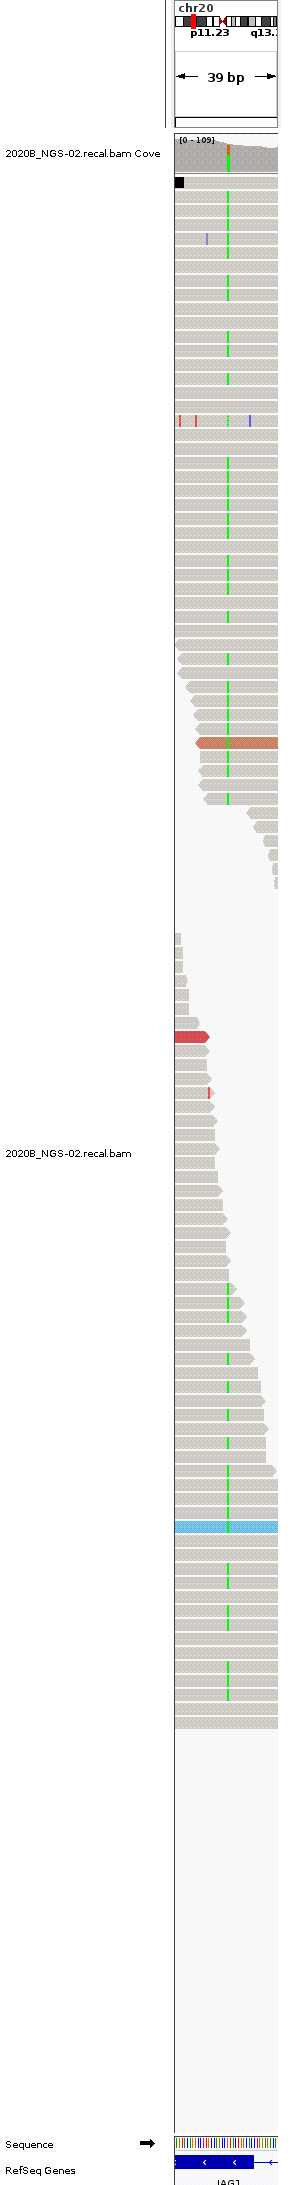 chr20
p11.23 q13.
39 bp
[0 - 109]
2020B_NGS-02.recal.bam Cove
2020B_NGS-02.recal.bam
Sequence
RefSeq Genes
JAG1